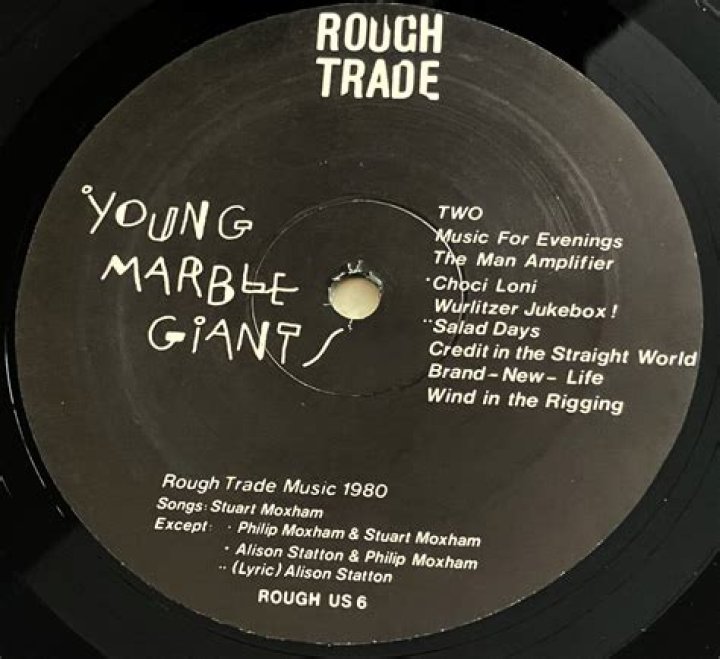 ROUGH
TRADE
YOUNG
MARBLE
GIANTS
TWO
Music For Evenings
The Man Amplifier
· Choci Loni
Wurlitzer Jukebox !
·· Salad Days
Credit in the Straight World
Brand-New- Life
Wind in the Rigging
Rough Trade Music 1980
Songs: Stuart Moxham
Except: · Philip Moxham & Stuart Moxham
· Alison Statton & Philip Moxham
·· (Lyric) Alison Statton
ROUGH US 6